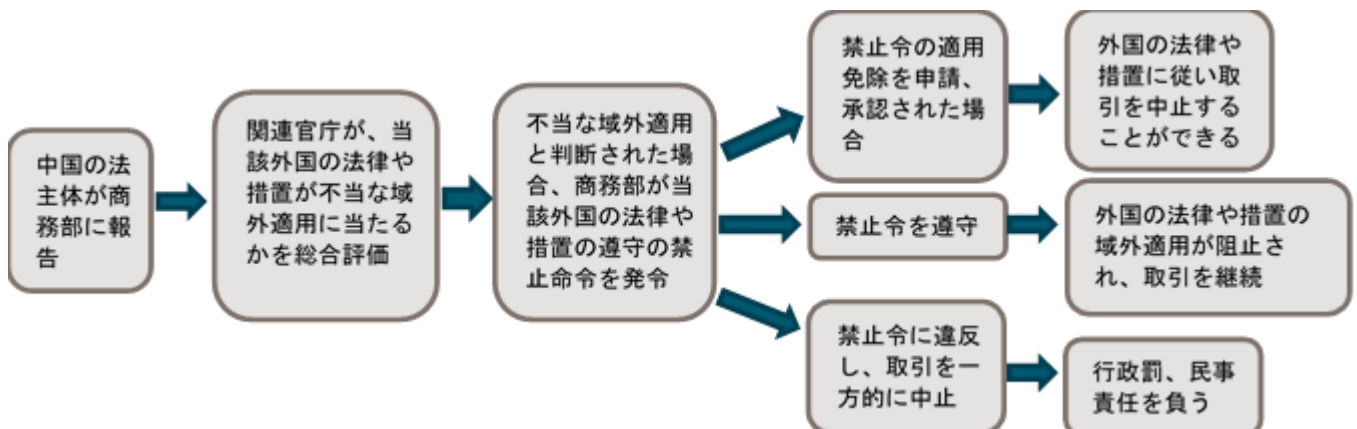 中国の法
主体が商
務部に報
告
関連官庁が、当
該外国の法律や
措置が不当な域
外適用に当たる
かを総合評価
不当な域外適用
と判断された場
合、商務部が当
該外国の法律や
措置の遵守の禁
止命令を発令
禁止令の適用
免除を申請、
承認された場
合
外国の法律や
措置に従い取
引を中止する
ことができる
禁止令を遵守
外国の法律や措置の
域外適用が阻止さ
れ、取引を継続
禁止令に違反
し、取引を一
方的に中止
行政罰、民事
責任を負う